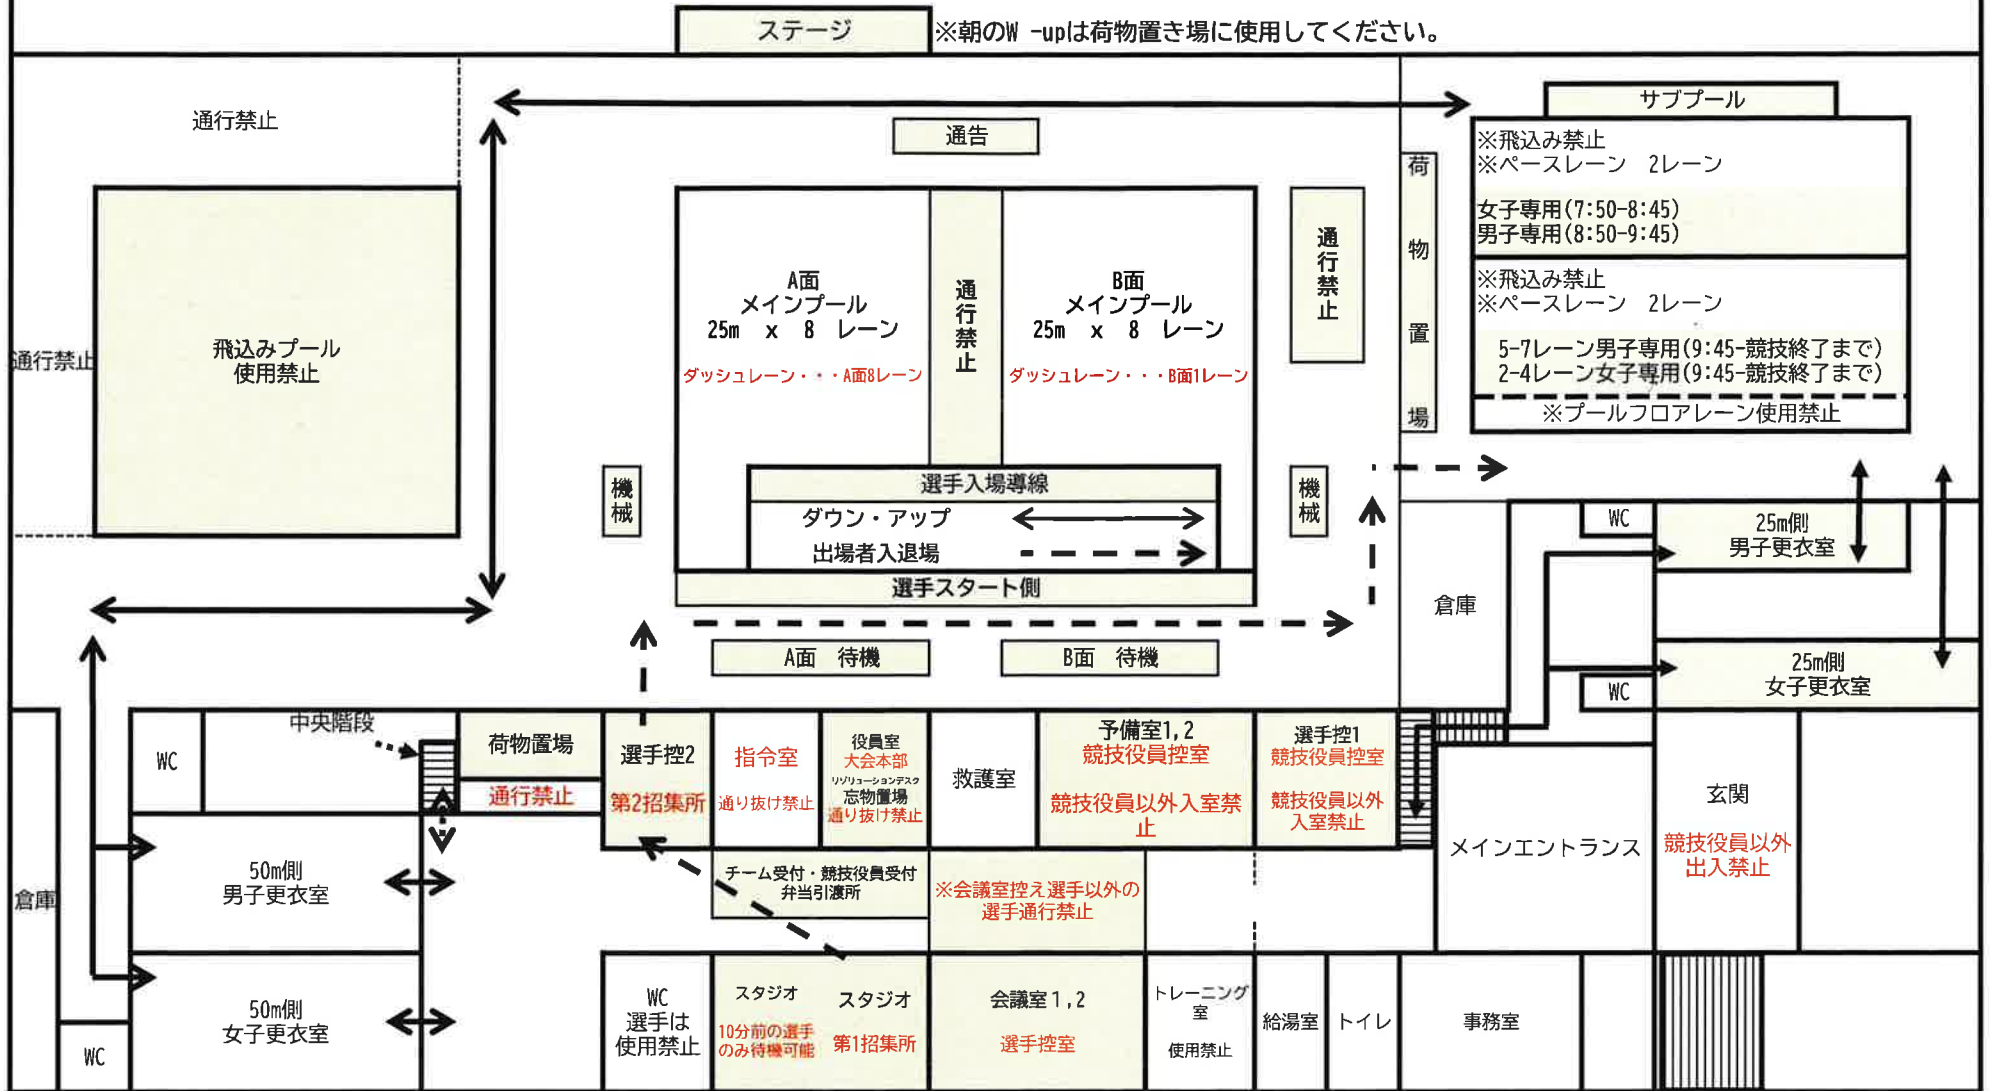 ステージ
※朝のW -upは荷物置き場に使用してください。
通行禁止
通告
サブプール
※飛込み禁止
※ペースレーン 2レーン
女子専用(7:50-8:45)
男子専用(8:50-9:45)
※飛込み禁止
※ペースレーン 2レーン
5-7レーン男子専用(9:45-競技終了まで)
2-4レーン女子専用(9:45-競技終了まで)
※プールフロアレーン使用禁止
荷物置場
通行禁止
通行禁止
飛込みプール
使用禁止
A面
メインプール
25m x 8 レーン
ダッシュレーン・・・A面8レーン
通行禁止
B面
メインプール
25m x 8 レーン
ダッシュレーン・・・B面1レーン
機械
選手入場導線
ダウン・アップ
出場者入退場
選手スタート側
機械
A面 待機
B面 待機
倉庫
WC
25m側
男子更衣室
25m側
女子更衣室
WC
中央階段
WC
荷物置場
通行禁止
選手控2
第2招集所
指令室
通り抜け禁止
役員室
大会本部
リゾリューションデスク
忘物置場
通り抜け禁止
救護室
予備室1,2
競技役員控室
競技役員以外入室禁
止
選手控1
競技役員控室
競技役員以外
入室禁止
メインエントランス
玄関
競技役員以外
出入禁止
倉庫
50m側
男子更衣室
チーム受付・競技役員受付
弁当引渡所
※会議室控え選手以外の
選手通行禁止
50m側
女子更衣室
WC
WC
選手は
使用禁止
スタジオ
10分前の選手
のみ待機可能
スタジオ
第1招集所
会議室1,2
選手控室
トレーニング
室
使用禁止
給湯室
トイレ
事務室